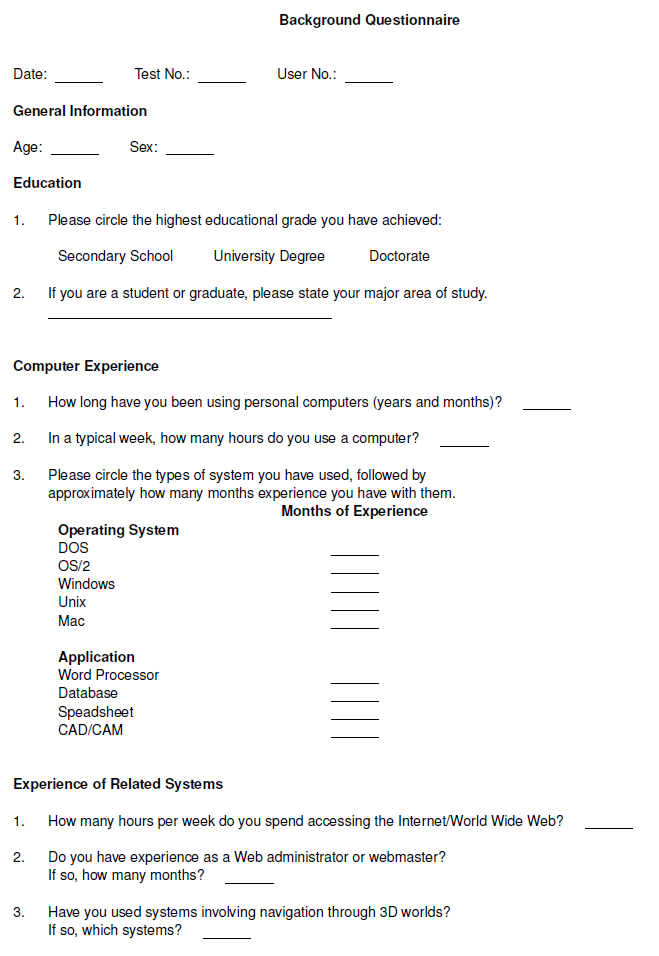 Background Questionnaire
Date: ______ Test No.: ______ User No.: ______
General Information
Age: ______ Sex: ______
Education
1. Please circle the highest educational grade you have achieved:
Secondary School University Degree Doctorate
2. If you are a student or graduate, please state your major area of study.
Computer Experience
1. How long have you been using personal computers (years and months)? ______
2. In a typical week, how many hours do you use a computer? ______
3. Please circle the types of system you have used, followed by
approximately how many months experience you have with them.
Months of Experience
Operating System
DOS ______
OS/2 ______
Windows ______
Unix ______
Mac ______
Application
Word Processor ______
Database ______
Speadsheet ______
CAD/CAM ______
Experience of Related Systems
1. How many hours per week do you spend accessing the Internet/World Wide Web? ______
2. Do you have experience as a Web administrator or webmaster?
If so, how many months? ______
3. Have you used systems involving navigation through 3D worlds?
If so, which systems? ______